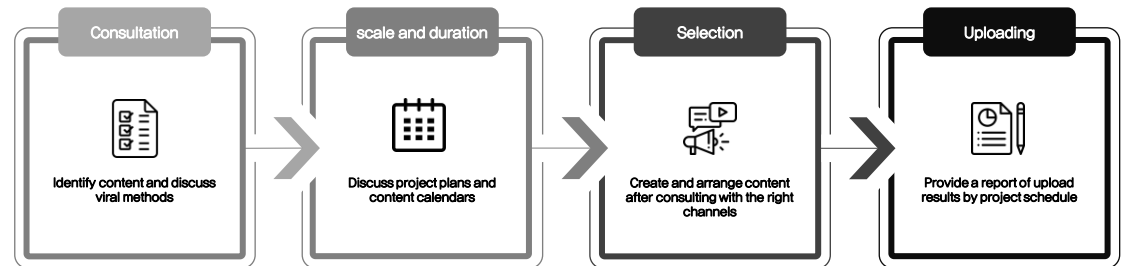 Consultation
Identify content and discuss
viral methods
scale and duration
Discuss project plans and
content calendars
Selection
Create and arrange content
after consulting with the right
channels
Uploading
Provide a report of upload
results by project schedule